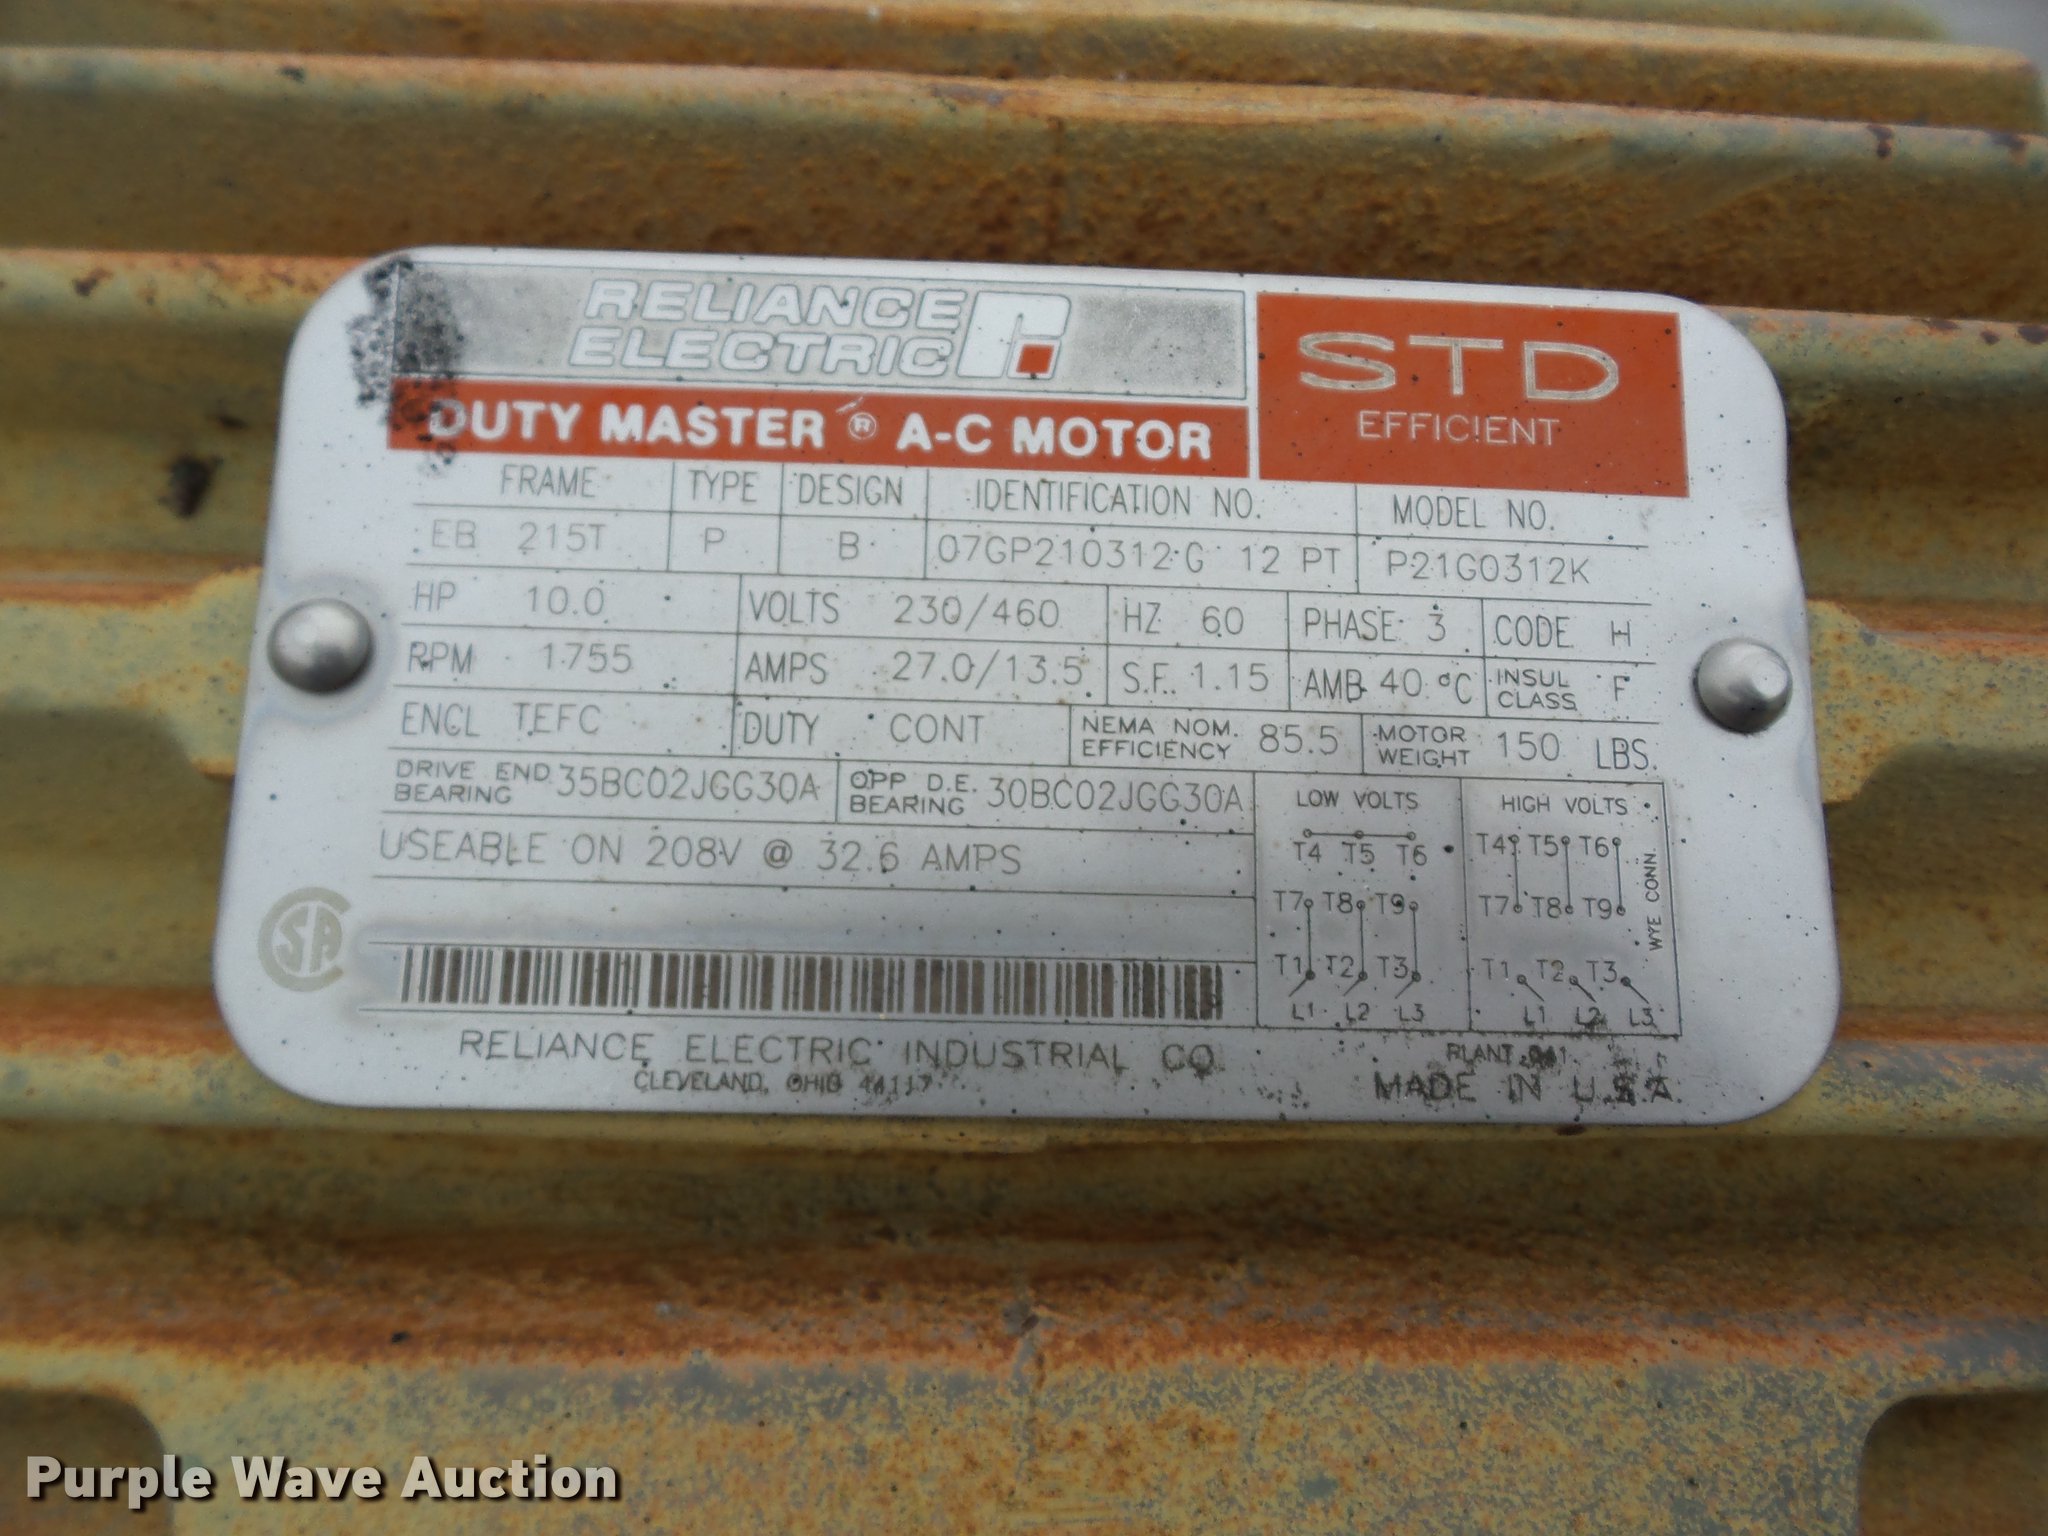 RELIANCE
ELECTRIC
DUTY MASTER ® A-C MOTOR
STD
EFFICIENT
FRAME TYPE DESIGN IDENTIFICATION NO. MODEL NO.
EB 215T P B 07GP210312 G 12 PT P21G0312K
HP 10.0 VOLTS 230/460 HZ 60 PHASE 3 CODE H
RPM 1755 AMPS 27.0/13.5 S.F. 1.15 AMB 40 °C INSUL CLASS F
ENCL TEFC DUTY CONT NEMA NOM. EFFICIENCY 85.5 MOTOR WEIGHT 150 LBS.
DRIVE END BEARING 35BC02JGG30A OPP D.E. BEARING 30BC02JGG30A
USEABLE ON 208V @ 32.6 AMPS
LOW VOLTS HIGH VOLTS
T4 T5 T6 T4 T5 T6
T7 T8 T9 T7 T8 T9
T1 T2 T3 T1 T2 T3
L1 L2 L3 L1 L2 L3
WYE CONN.
CSA
RELIANCE ELECTRIC INDUSTRIAL CO.
CLEVELAND, OHIO 44117
PLANT
MADE IN U.S.A.
Purple Wave Auction